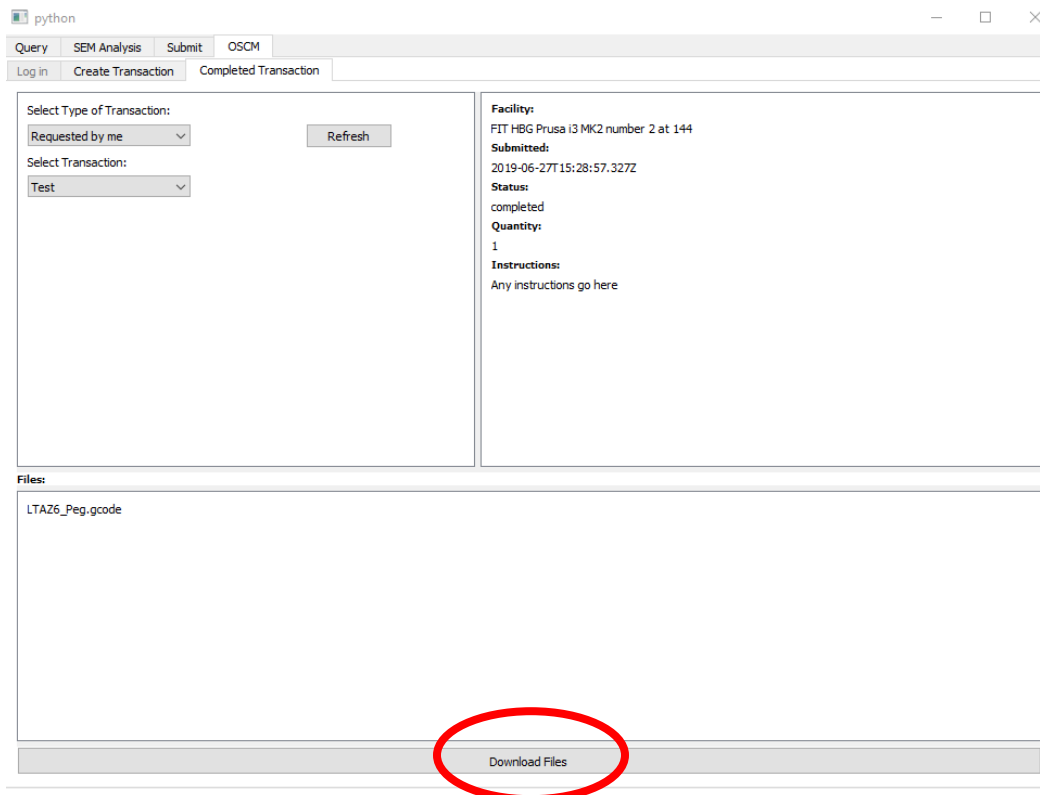 python
Query SEM Analysis Submit OSCM
Log in Create Transaction Completed Transaction
Select Type of Transaction:
Requested by me
Refresh
Select Transaction:
Test
Facility:
FIT HBG Prusa i3 MK2 number 2 at 144
Submitted:
2019-06-27T15:28:57.327Z
Status:
completed
Quantity:
1
Instructions:
Any instructions go here
Files:
LTAZ6_Peg.gcode
Download Files